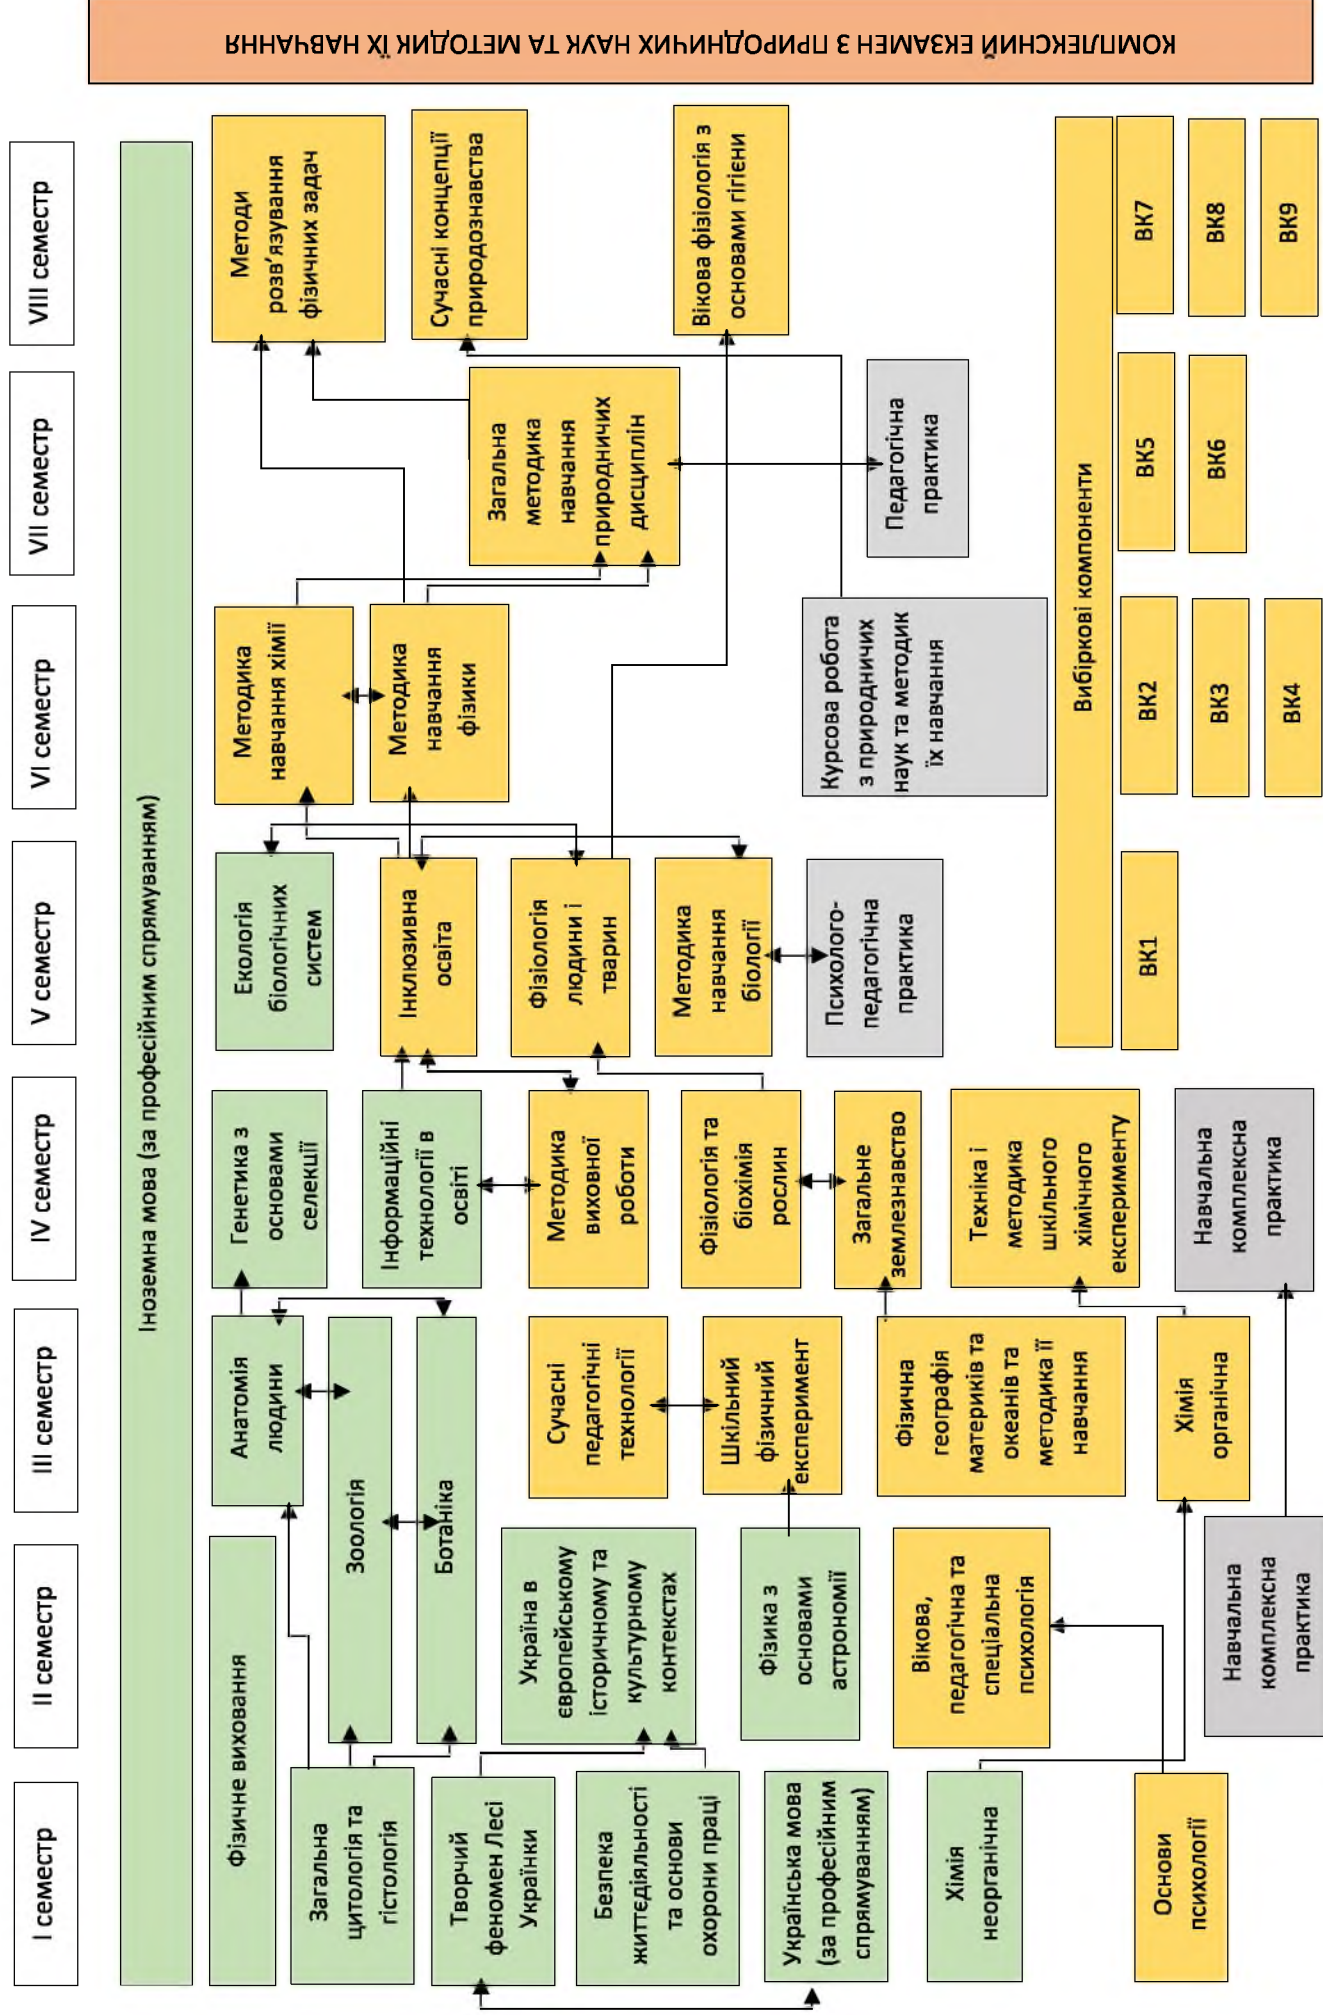 I семестр
II семестр
III семестр
IV семестр
V семестр
VI семестр
VII семестр
VIII семестр
Іноземна мова (за професійним спрямуванням)
Фізичне виховання
Загальна
цитологія та
гістологія
Творчий
феномен Лесі
Українки
Безпека
життєдіяльності
та основи
охорони праці
Українська мова
(за професійним
спрямуванням)
Хімія
неорганічна
Основи
психології
Зоологія
Ботаніка
Україна в
європейському
історичному та
культурному
контекстах
Фізика з
основами
астрономії
Вікова,
педагогічна та
спеціальна
психологія
Навчальна
комплексна
практика
Анатомія
людини
Сучасні
педагогічні
технології
Шкільний
фізичний
експеримент
Фізична
географія
материків та
океанів та
методика її
навчання
Хімія
органічна
Генетика з
основами
селекції
Інформаційні
технології в
освіті
Методика
виховної
роботи
Фізіологія та
біохімія
рослин
Загальне
землезнавство
Техніка і
методика
шкільного
хімічного
експерименту
Навчальна
комплексна
практика
Екологія
біологічних
систем
Інклюзивна
освіта
Фізіологія
людини і
тварин
Методика
навчання
біології
Психолого-
педагогічна
практика
Методика
навчання хімії
Методика
навчання
фізики
Курсова робота
з природничих
наук та методик
їх навчання
Загальна
методика
навчання
природничих
дисциплін
Педагогічна
практика
Методи
розв’язування
фізичних задач
Сучасні концепції
природознавства
Вікова фізіологія з
основами гігієни
Вибіркові компоненти
ВК1
ВК2
ВК3
ВК4
ВК5
ВК6
ВК7
ВК8
ВК9
КОМПЛЕКСНИЙ ЕКЗАМЕН З ПРИРОДНИЧИХ НАУК ТА МЕТОДИК ЇХ НАВЧАННЯ